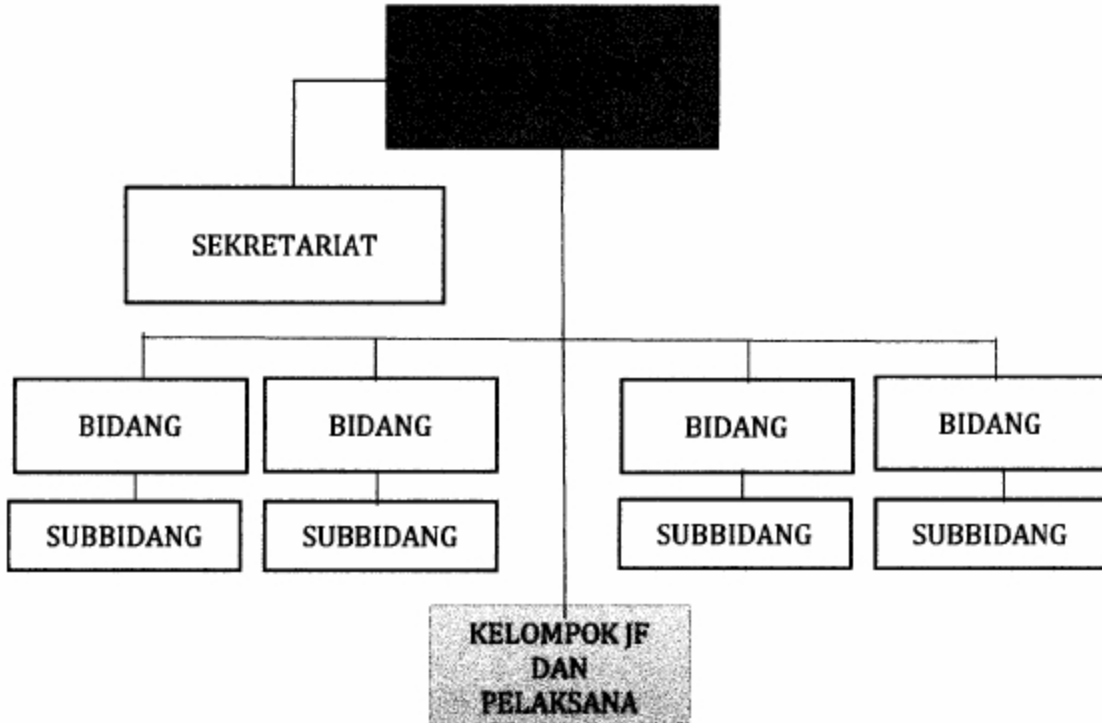 SEKRETARIAT
BIDANG
BIDANG
BIDANG
BIDANG
SUBBIDANG
SUBBIDANG
SUBBIDANG
SUBBIDANG
KELOMPOK JF
DAN
PELAKSANA